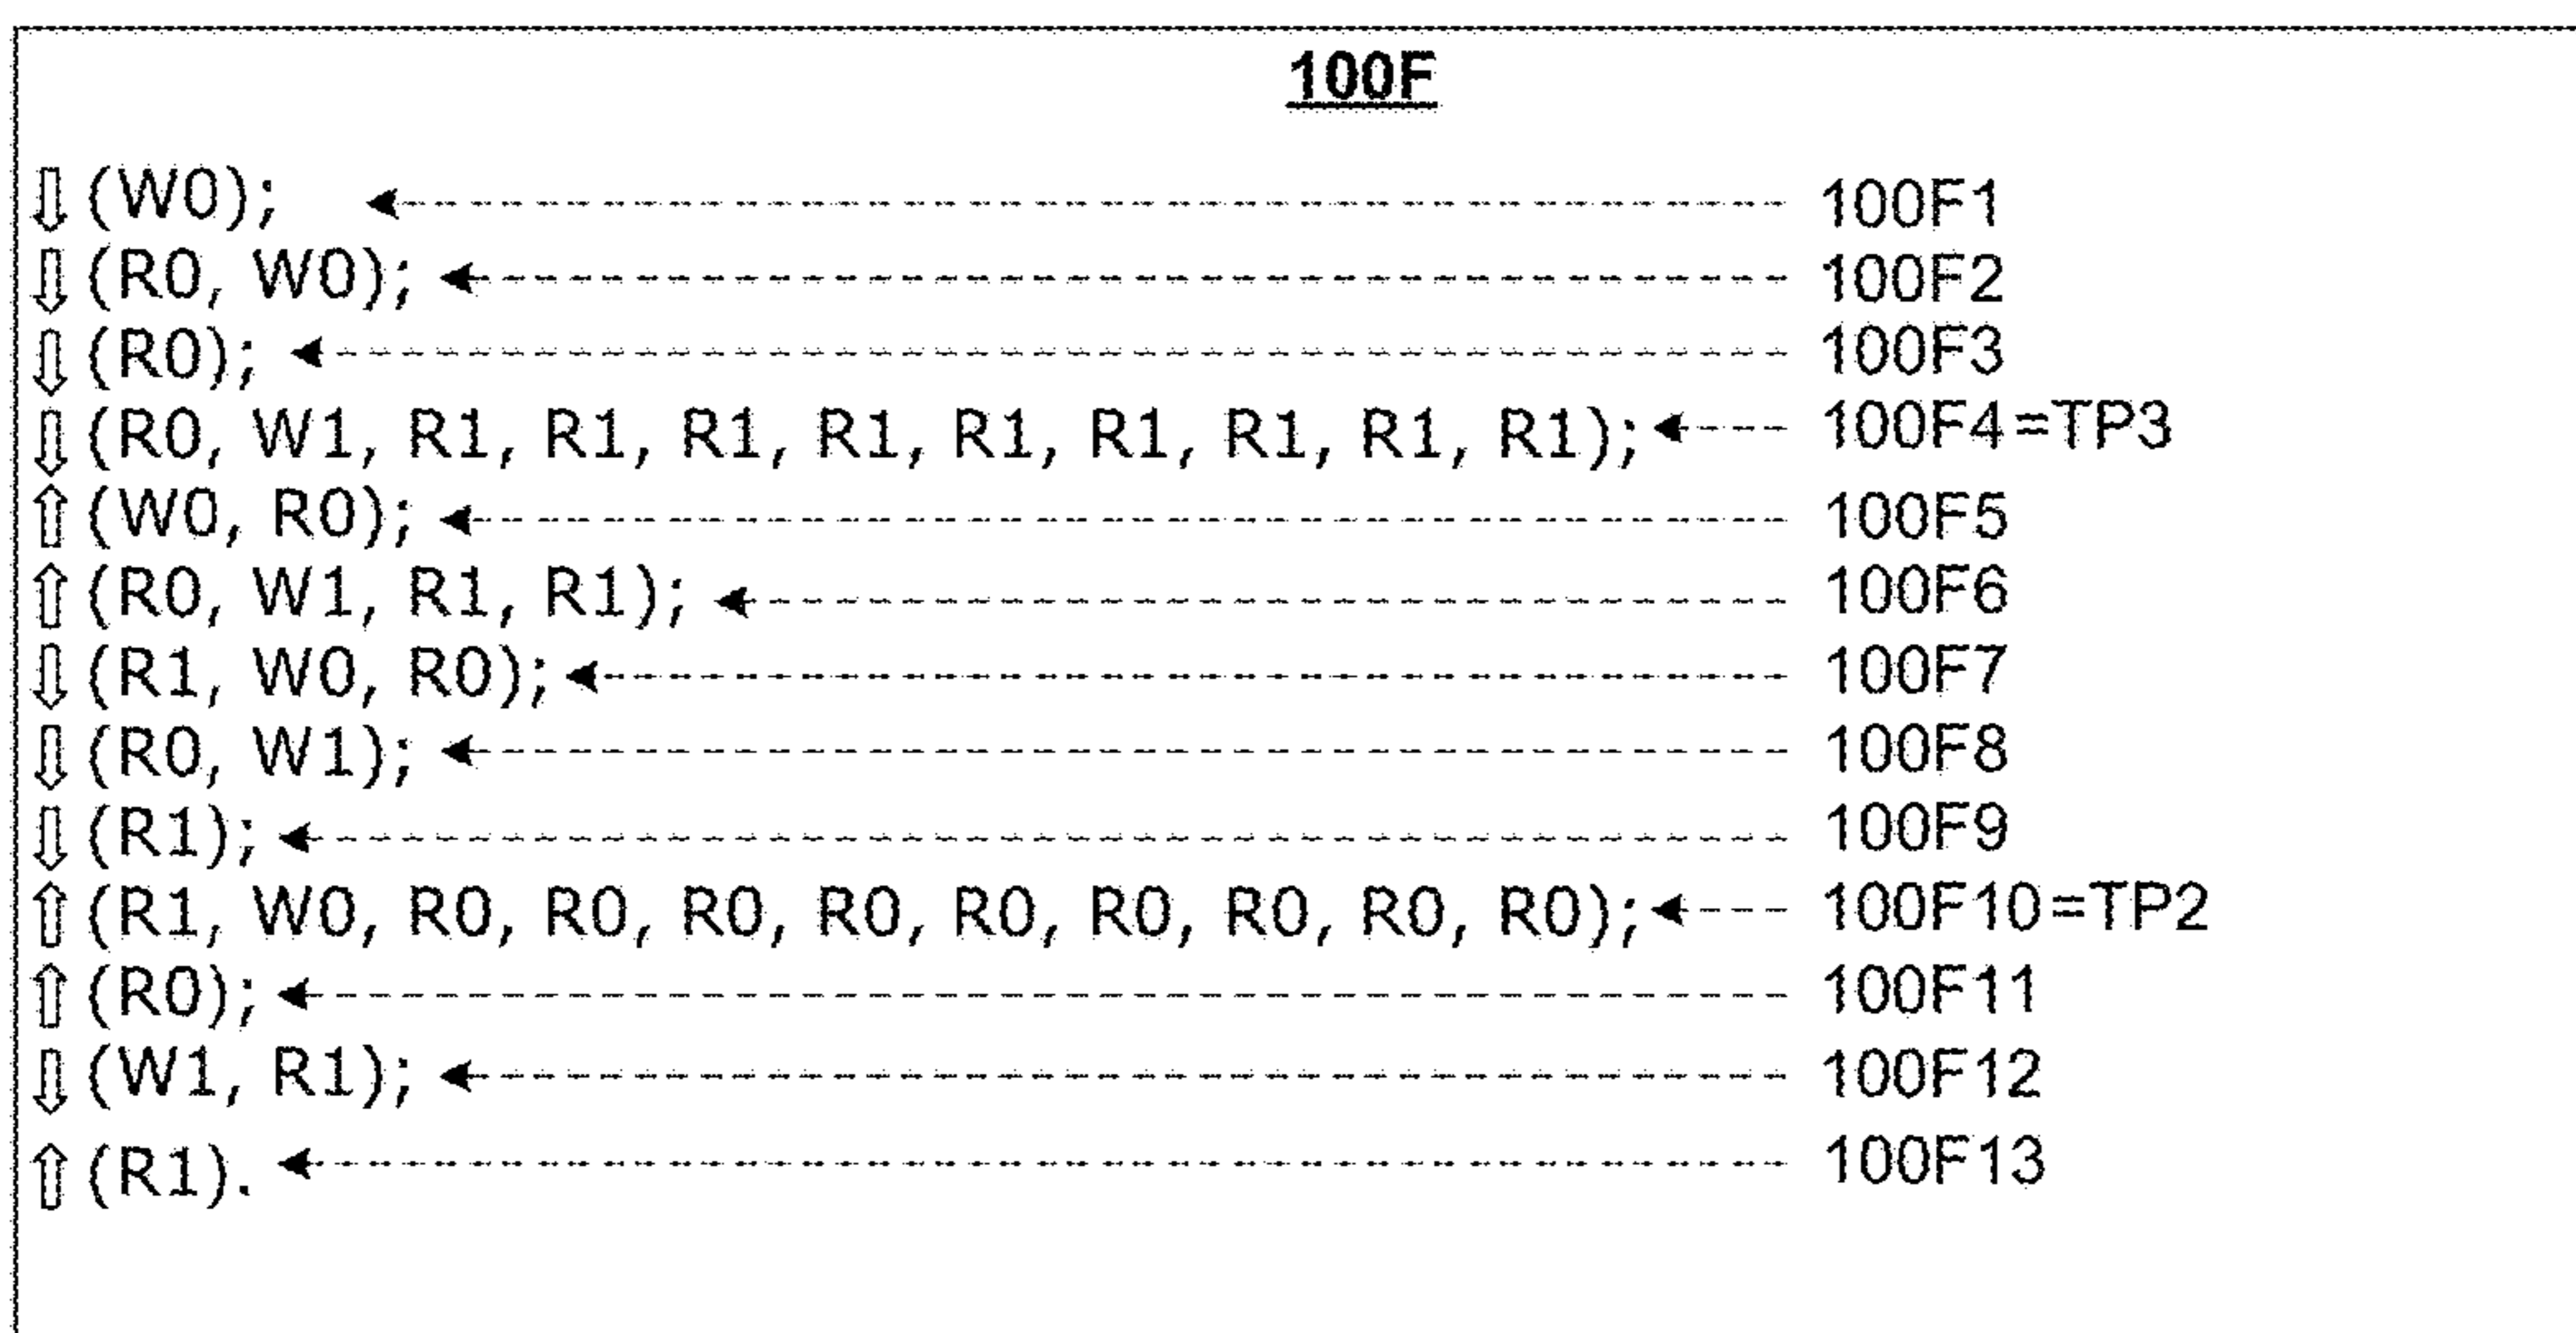 100F
⇓(W0); 100F1
⇓(R0, W0); 100F2
⇓(R0); 100F3
⇓(R0, W1, R1, R1, R1, R1, R1, R1, R1, R1, R1); 100F4=TP3
⇑(W0, R0); 100F5
⇑(R0, W1, R1, R1); 100F6
⇓(R1, W0, R0); 100F7
⇓(R0, W1); 100F8
⇓(R1); 100F9
⇑(R1, W0, R0, R0, R0, R0, R0, R0, R0, R0, R0); 100F10=TP2
⇑(R0); 100F11
⇓(W1, R1); 100F12
⇑(R1). 100F13